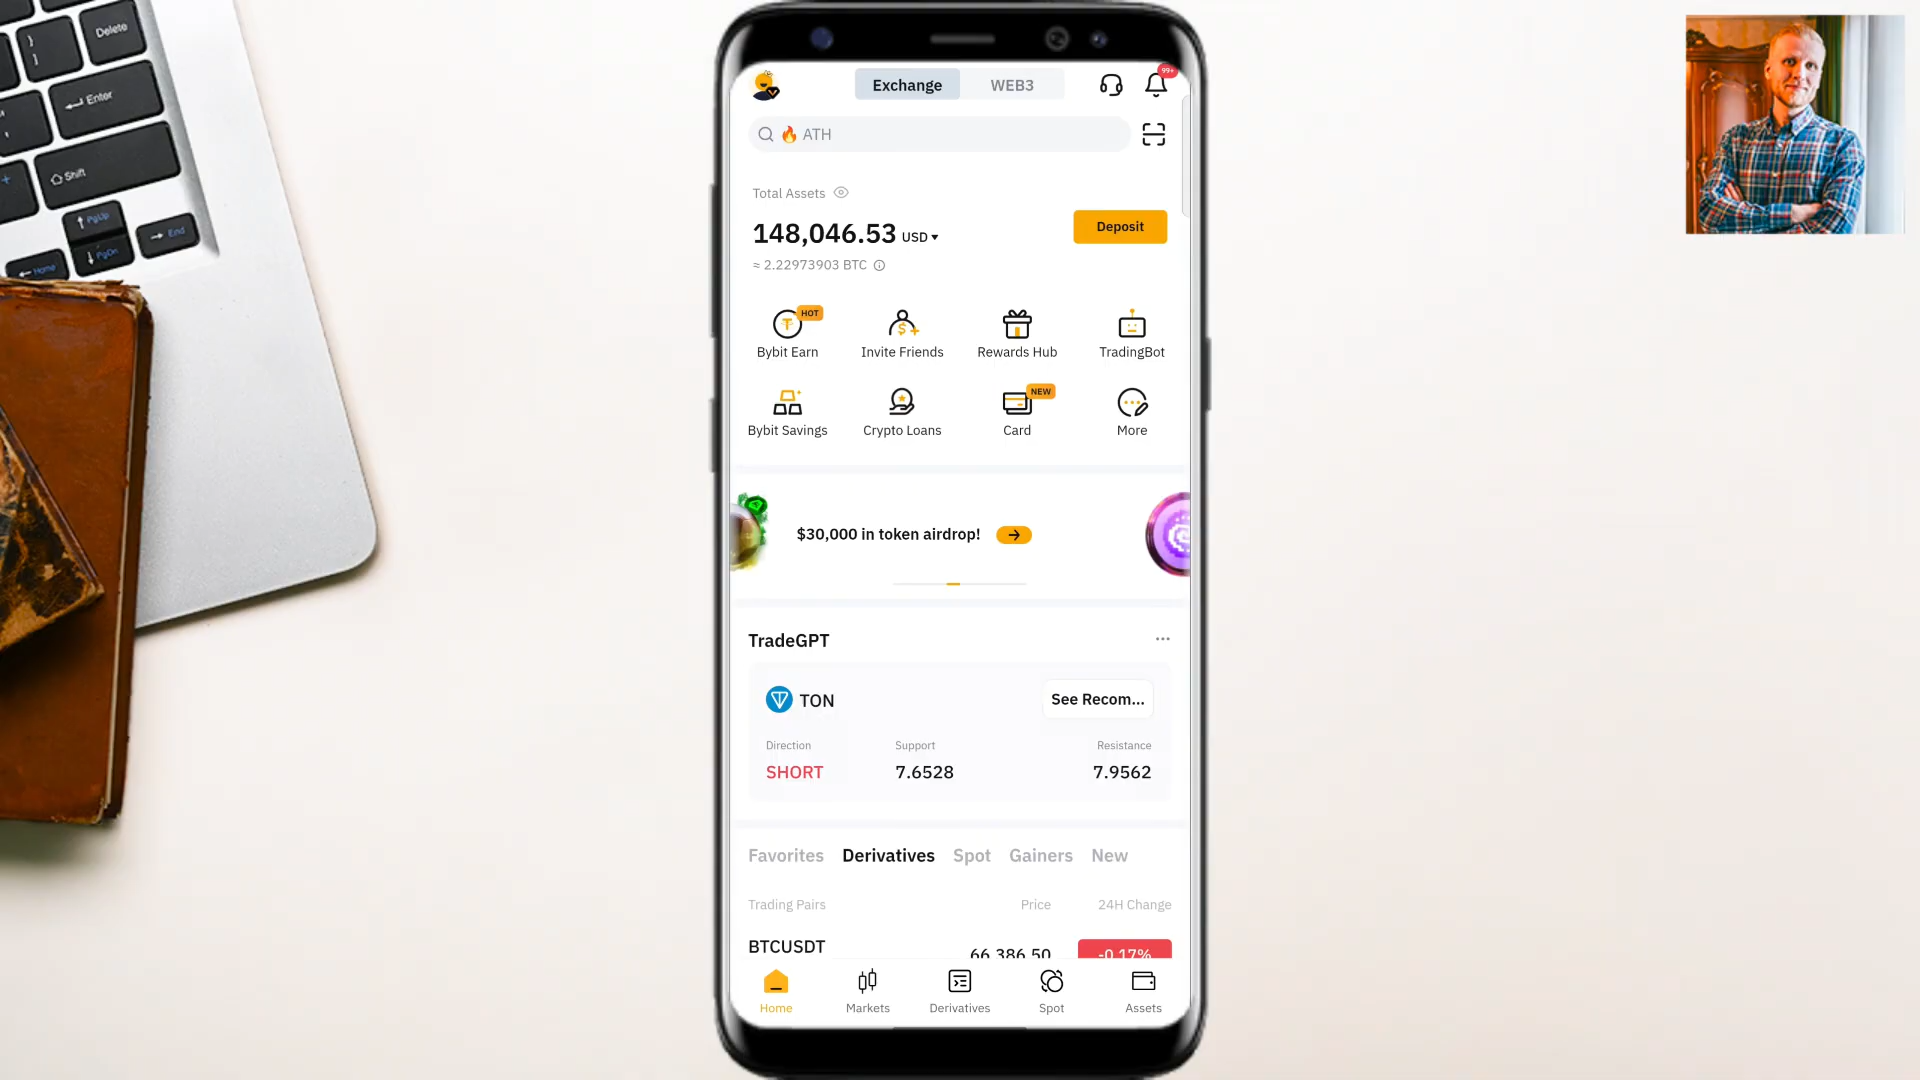 Delete
Enter
Shift
PgUp
PgDn
End
Home
99+
Exchange WEB3
ATH
Total Assets
148,046.53 USD
Deposit
≈ 2.22973903 BTC
HOT
Bybit Earn Invite Friends Rewards Hub TradingBot
NEW
Bybit Savings Crypto Loans Card More
$30,000 in token airdrop!
TradeGPT
TON See Recom...
Direction Support Resistance
SHORT 7.6528 7.9562
Favorites Derivatives Spot Gainers New
Trading Pairs Price 24H Change
BTCUSDT 66,386.50 -0.17%
Home Markets Derivatives Spot Assets